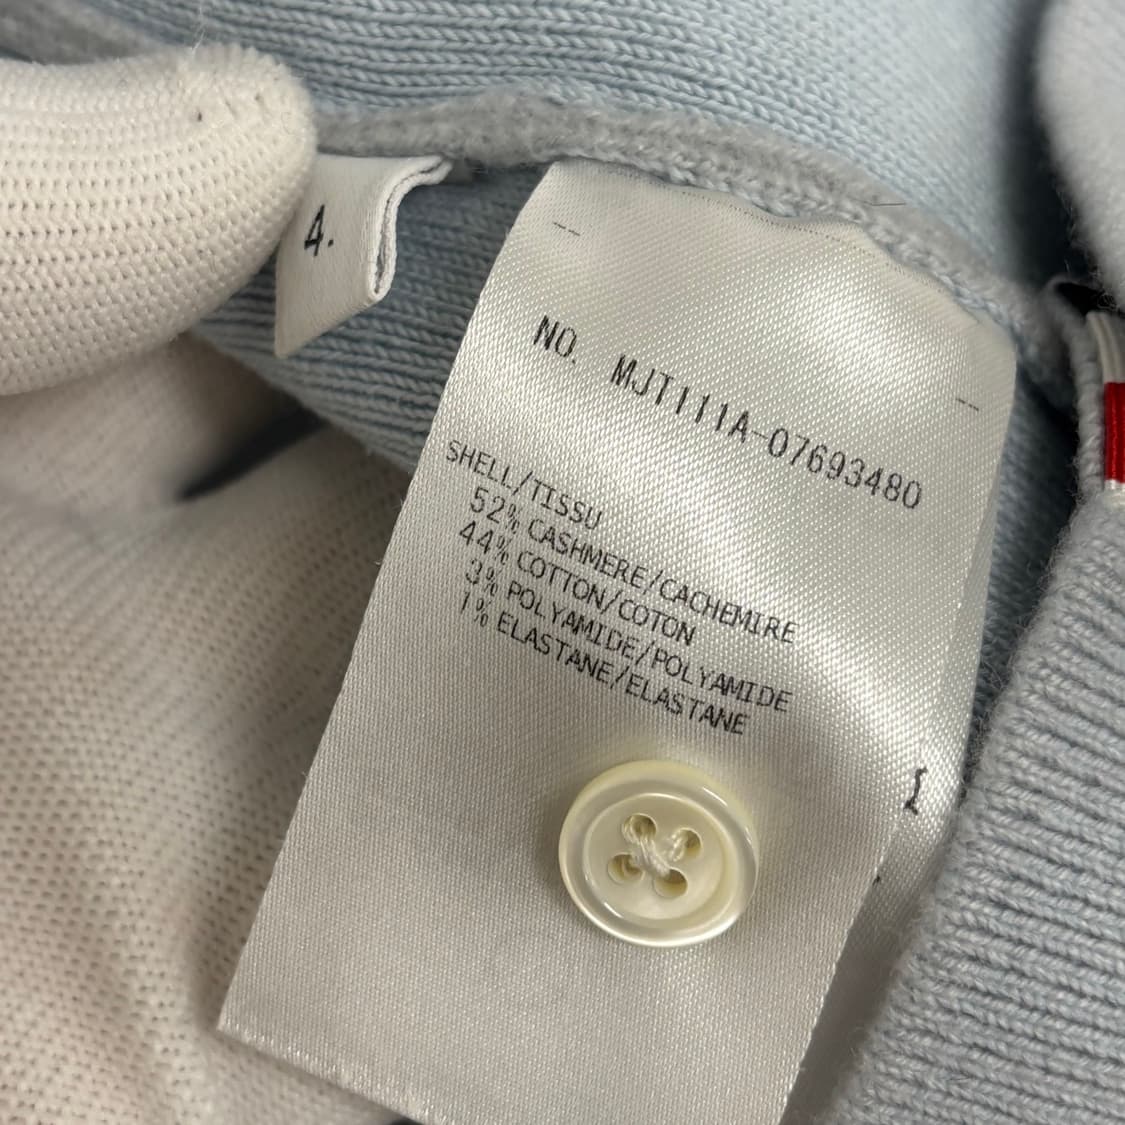 4.
NO. MJT111A-07693480
SHELL/TISSU
52% CASHMERE/CACHEMIRE
44% COTTON/COTON
3% POLYAMIDE/POLYAMIDE
1% ELASTANE/ELASTANE